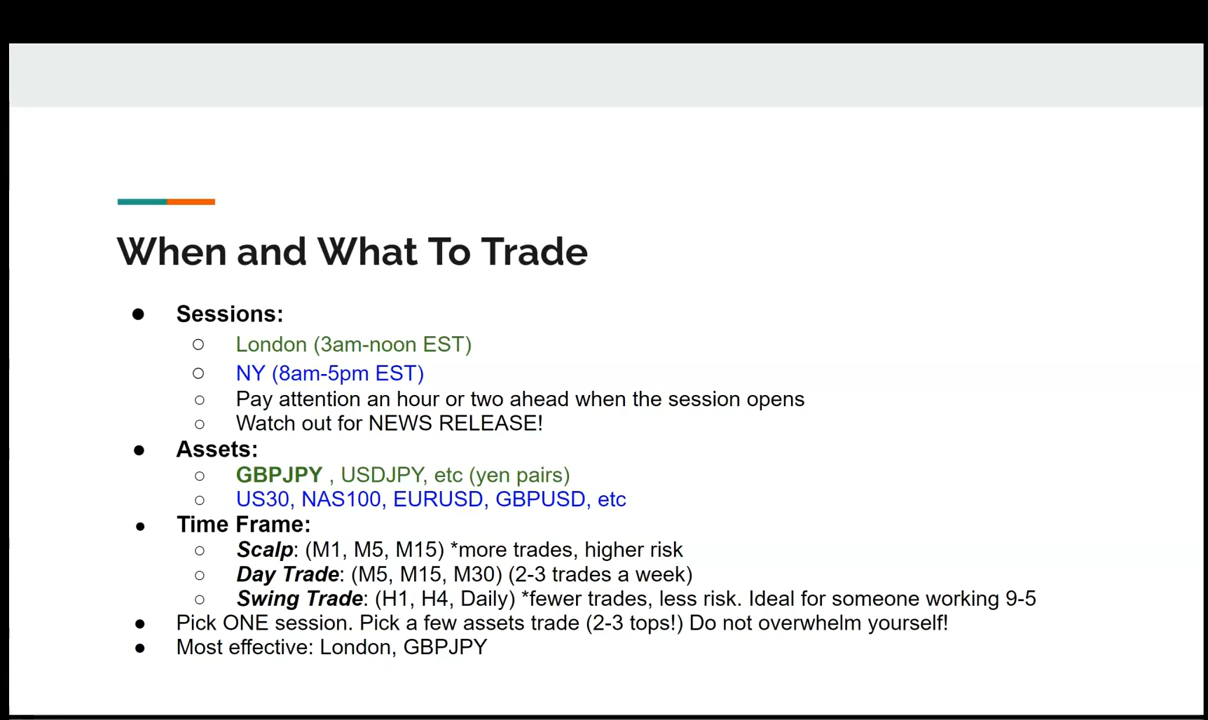 When and What To Trade
● Sessions:
○ London (3am-noon EST)
○ NY (8am-5pm EST)
○ Pay attention an hour or two ahead when the session opens
○ Watch out for NEWS RELEASE!
● Assets:
○ GBPJPY , USDJPY, etc (yen pairs)
○ US30, NAS100, EURUSD, GBPUSD, etc
● Time Frame:
○ Scalp: (M1, M5, M15) *more trades, higher risk
○ Day Trade: (M5, M15, M30) (2-3 trades a week)
○ Swing Trade: (H1, H4, Daily) *fewer trades, less risk. Ideal for someone working 9-5
● Pick ONE session. Pick a few assets trade (2-3 tops!) Do not overwhelm yourself!
● Most effective: London, GBPJPY